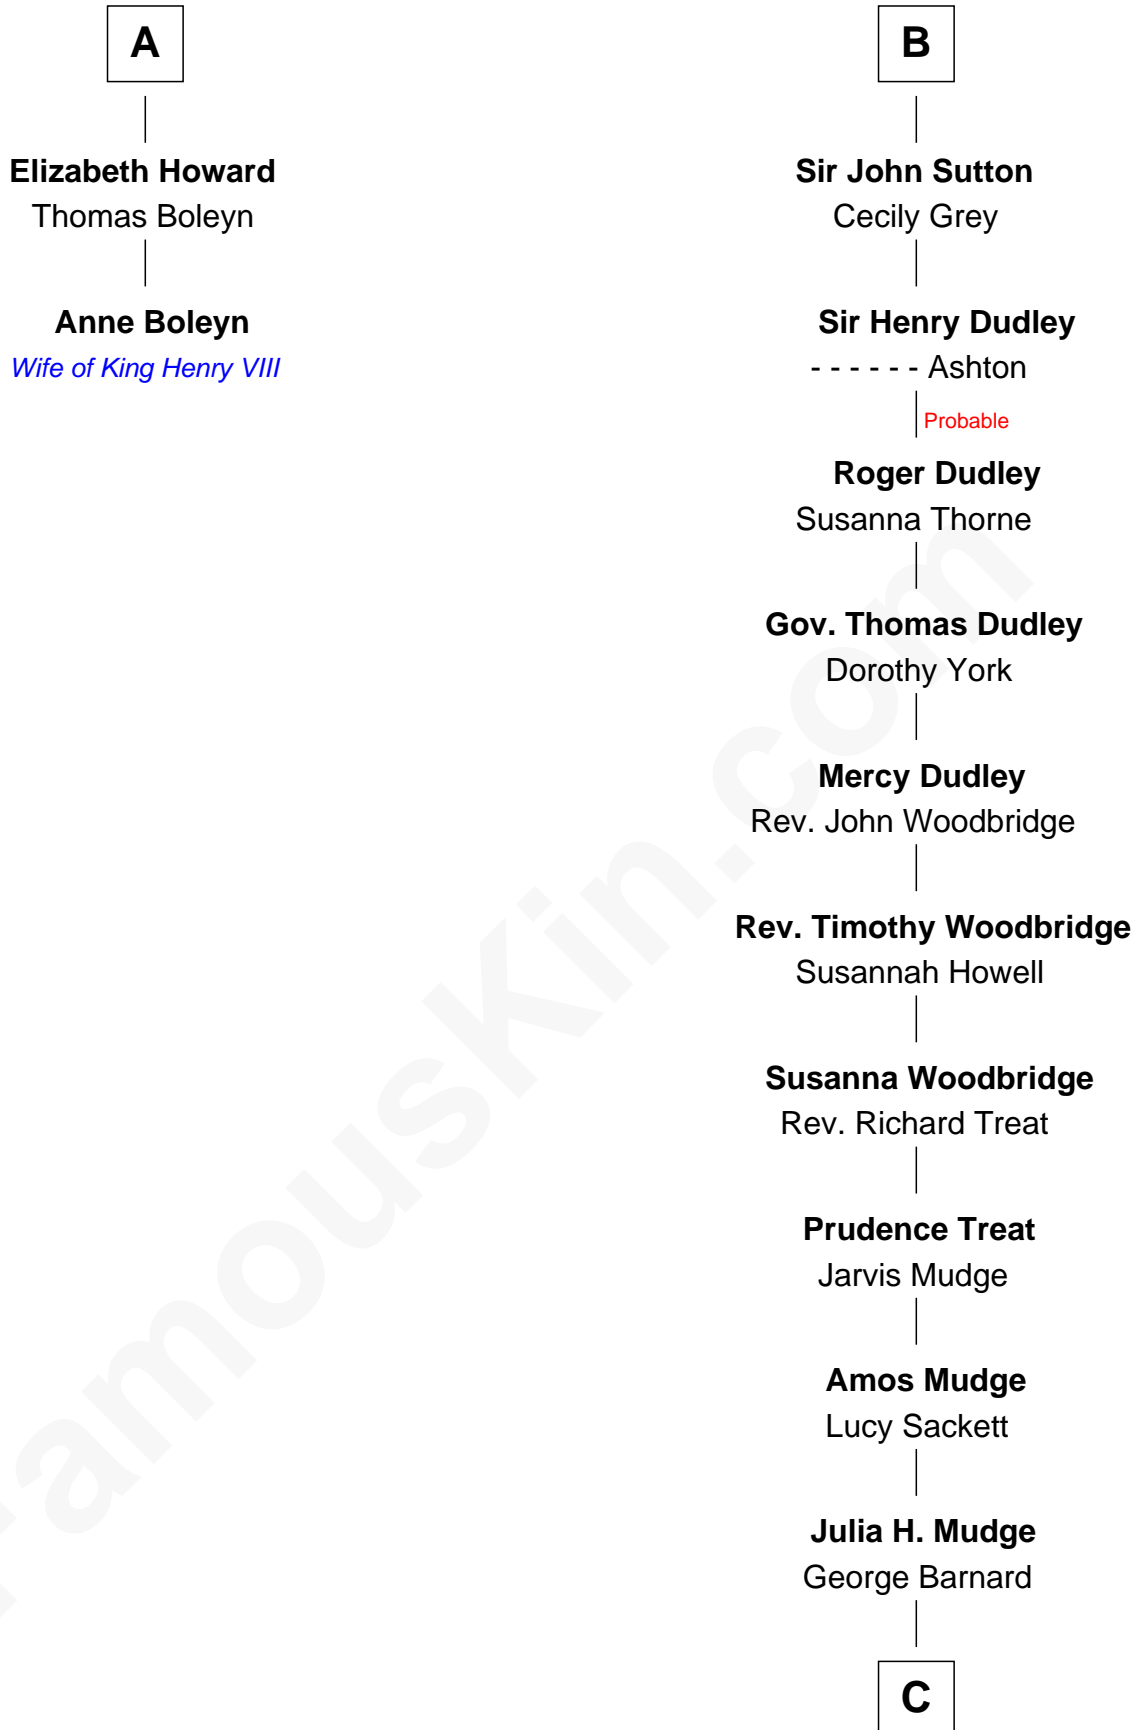 A
Elizabeth Howard
Thomas Boleyn
Anne Boleyn
Wife of King Henry VIII
B
Sir John Sutton
Cecily Grey
Sir Henry Dudley
- - - - - - Ashton
Probable
Roger Dudley
Susanna Thorne
Gov. Thomas Dudley
Dorothy York
Mercy Dudley
Rev. John Woodbridge
Rev. Timothy Woodbridge
Susannah Howell
Susanna Woodbridge
Rev. Richard Treat
Prudence Treat
Jarvis Mudge
Amos Mudge
Lucy Sackett
Julia H. Mudge
George Barnard
C
FamousKin.com